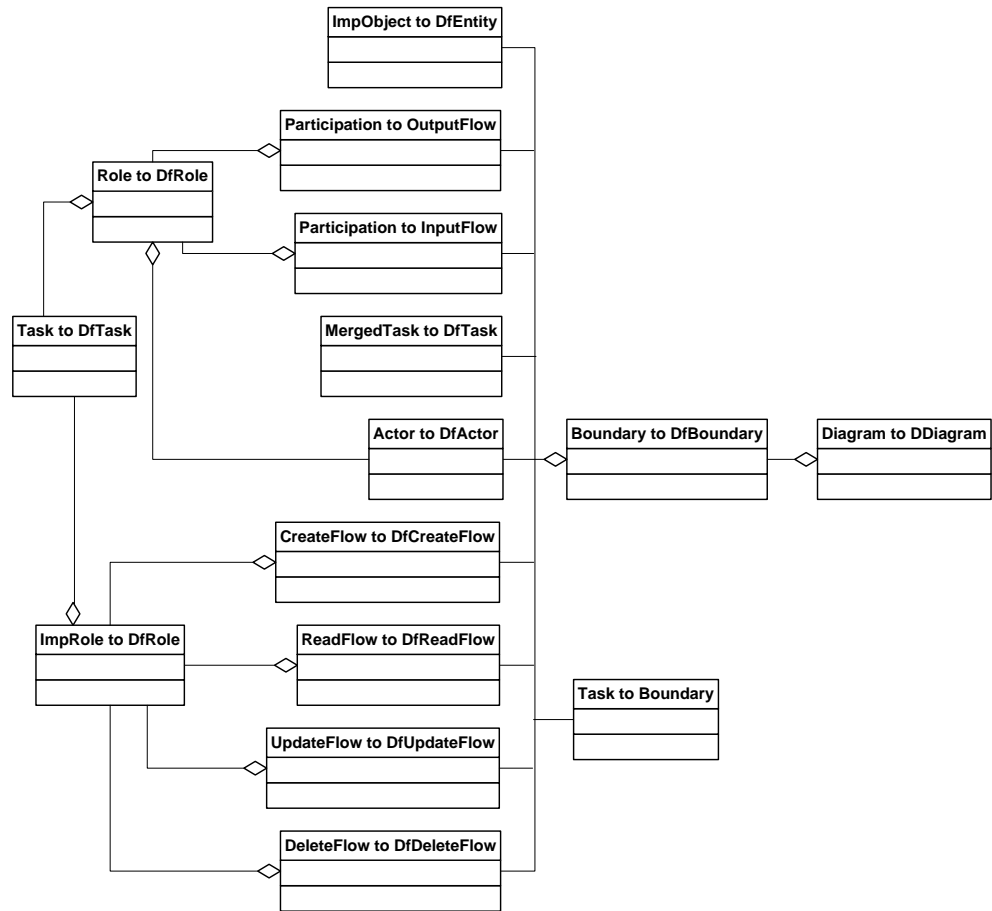 ImpObject to DfEntity
Participation to OutputFlow
Role to DfRole
Participation to InputFlow
Task to DfTask
MergedTask to DfTask
Actor to DfActor
Boundary to DfBoundary
Diagram to DDiagram
CreateFlow to DfCreateFlow
ImpRole to DfRole
ReadFlow to DfReadFlow
Task to Boundary
UpdateFlow to DfUpdateFlow
DeleteFlow to DfDeleteFlow